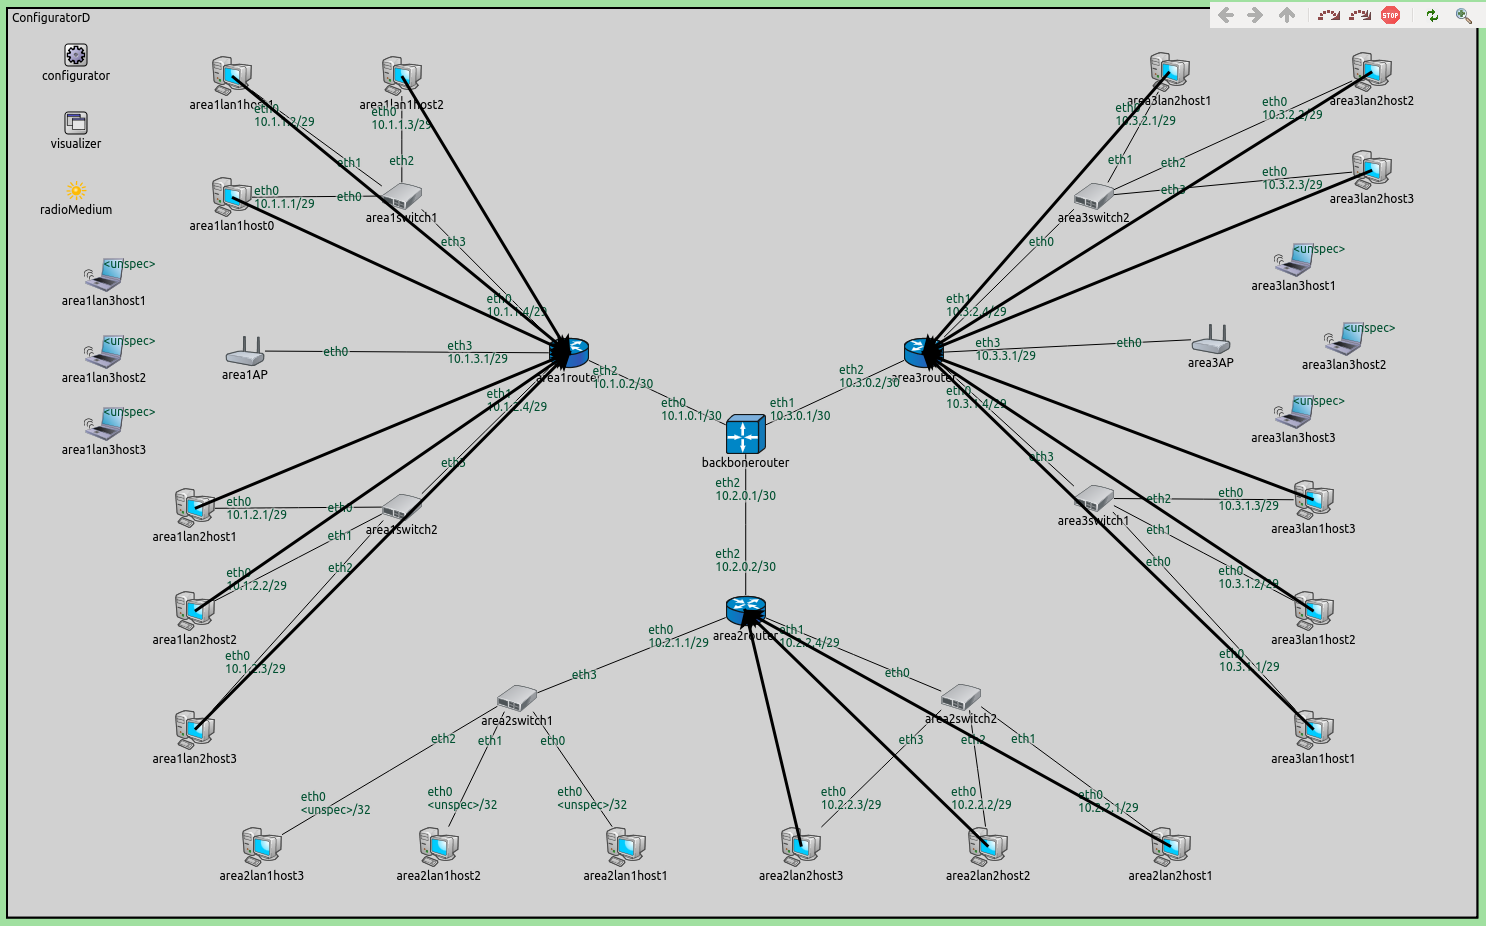 ConfiguratorD
STOP
configurator
visualizer
radioMedium
area1lan1host1
eth0
10.1.1.2/29
area1lan1host2
eth0
10.1.1.3/29
eth1
eth2
area1lan1host0
eth0
10.1.1.1/29
eth0
area1switch1
eth3
eth0
10.1.1.4/29
<unspec>
area1lan3host1
<unspec>
area1lan3host2
<unspec>
area1lan3host3
area1AP
eth0
eth3
10.1.3.1/29
area1router
eth2
10.1.0.2/30
eth0
10.1.0.1/30
eth1
10.1.2.4/29
eth3
area1switch2
eth0
eth1
eth2
eth0
10.1.2.1/29
area1lan2host1
eth0
10.1.2.2/29
area1lan2host2
eth0
10.1.2.3/29
area1lan2host3
area3lan2host1
eth0
10.3.2.1/29
area3lan2host2
eth0
10.3.2.2/29
eth1
eth2
eth3
eth0
10.3.2.3/29
area3lan2host3
area3switch2
eth0
eth1
10.3.2.4/29
<unspec>
area3lan3host1
<unspec>
area3lan3host2
<unspec>
area3lan3host3
area3AP
eth0
eth3
10.3.3.1/29
area3router
eth2
10.3.0.2/30
eth1
10.3.0.1/30
eth0
10.3.1.4/29
eth3
area3switch1
eth2
eth1
eth0
eth0
10.3.1.3/29
area3lan1host3
eth0
10.3.1.2/29
area3lan1host2
eth0
10.3.1.1/29
area3lan1host1
backbonerouter
eth2
10.2.0.1/30
eth2
10.2.0.2/30
area2router
eth0
10.2.1.1/29
eth1
10.2.2.4/29
eth3
eth0
area2switch1
area2switch2
eth2
eth1
eth0
eth3
eth2
eth1
eth0
<unspec>/32
eth0
<unspec>/32
eth0
<unspec>/32
eth0
10.2.2.3/29
eth0
10.2.2.2/29
eth0
10.2.2.1/29
area2lan1host3
area2lan1host2
area2lan1host1
area2lan2host3
area2lan2host2
area2lan2host1